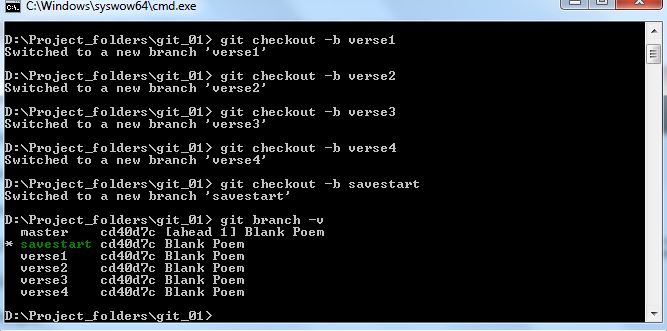 C:\Windows\syswow64\cmd.exe
D:\Project_folders\git_01> git checkout -b verse1
Switched to a new branch 'verse1'
D:\Project_folders\git_01> git checkout -b verse2
Switched to a new branch 'verse2'
D:\Project_folders\git_01> git checkout -b verse3
Switched to a new branch 'verse3'
D:\Project_folders\git_01> git checkout -b verse4
Switched to a new branch 'verse4'
D:\Project_folders\git_01> git checkout -b savestart
Switched to a new branch 'savestart'
D:\Project_folders\git_01> git branch -v
  master    cd40d7c [ahead 1] Blank Poem
* savestart cd40d7c Blank Poem
  verse1    cd40d7c Blank Poem
  verse2    cd40d7c Blank Poem
  verse3    cd40d7c Blank Poem
  verse4    cd40d7c Blank Poem
D:\Project_folders\git_01>